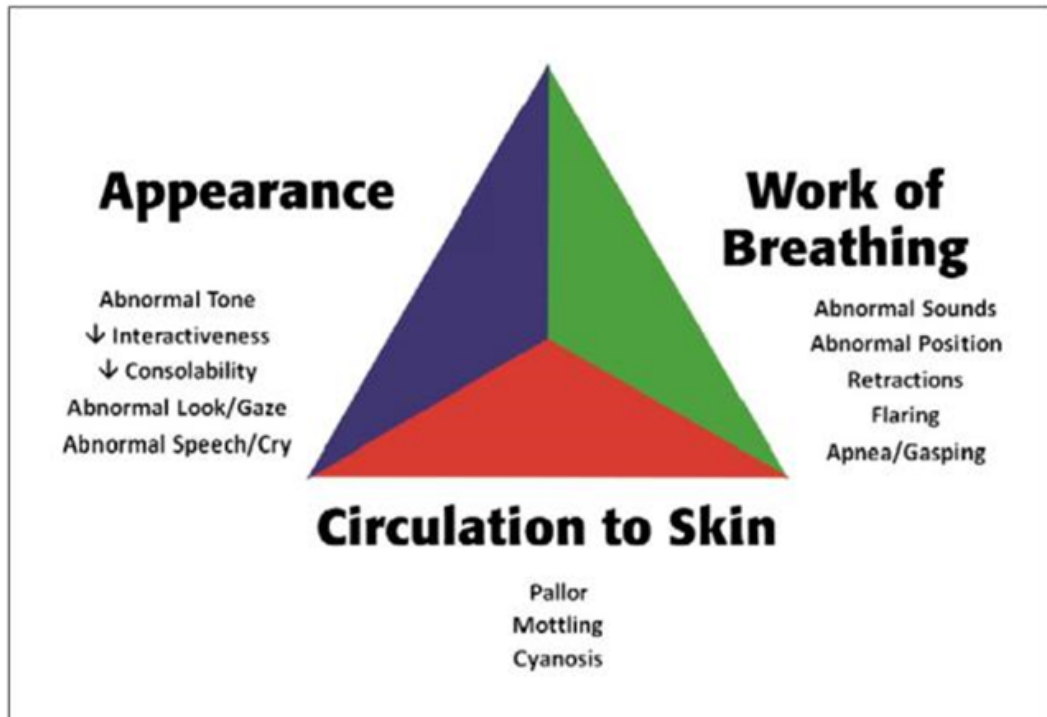 Appearance
Abnormal Tone
↓ Interactiveness
↓ Consolability
Abnormal Look/Gaze
Abnormal Speech/Cry
Work of
Breathing
Abnormal Sounds
Abnormal Position
Retractions
Flaring
Apnea/Gasping
Circulation to Skin
Pallor
Mottling
Cyanosis